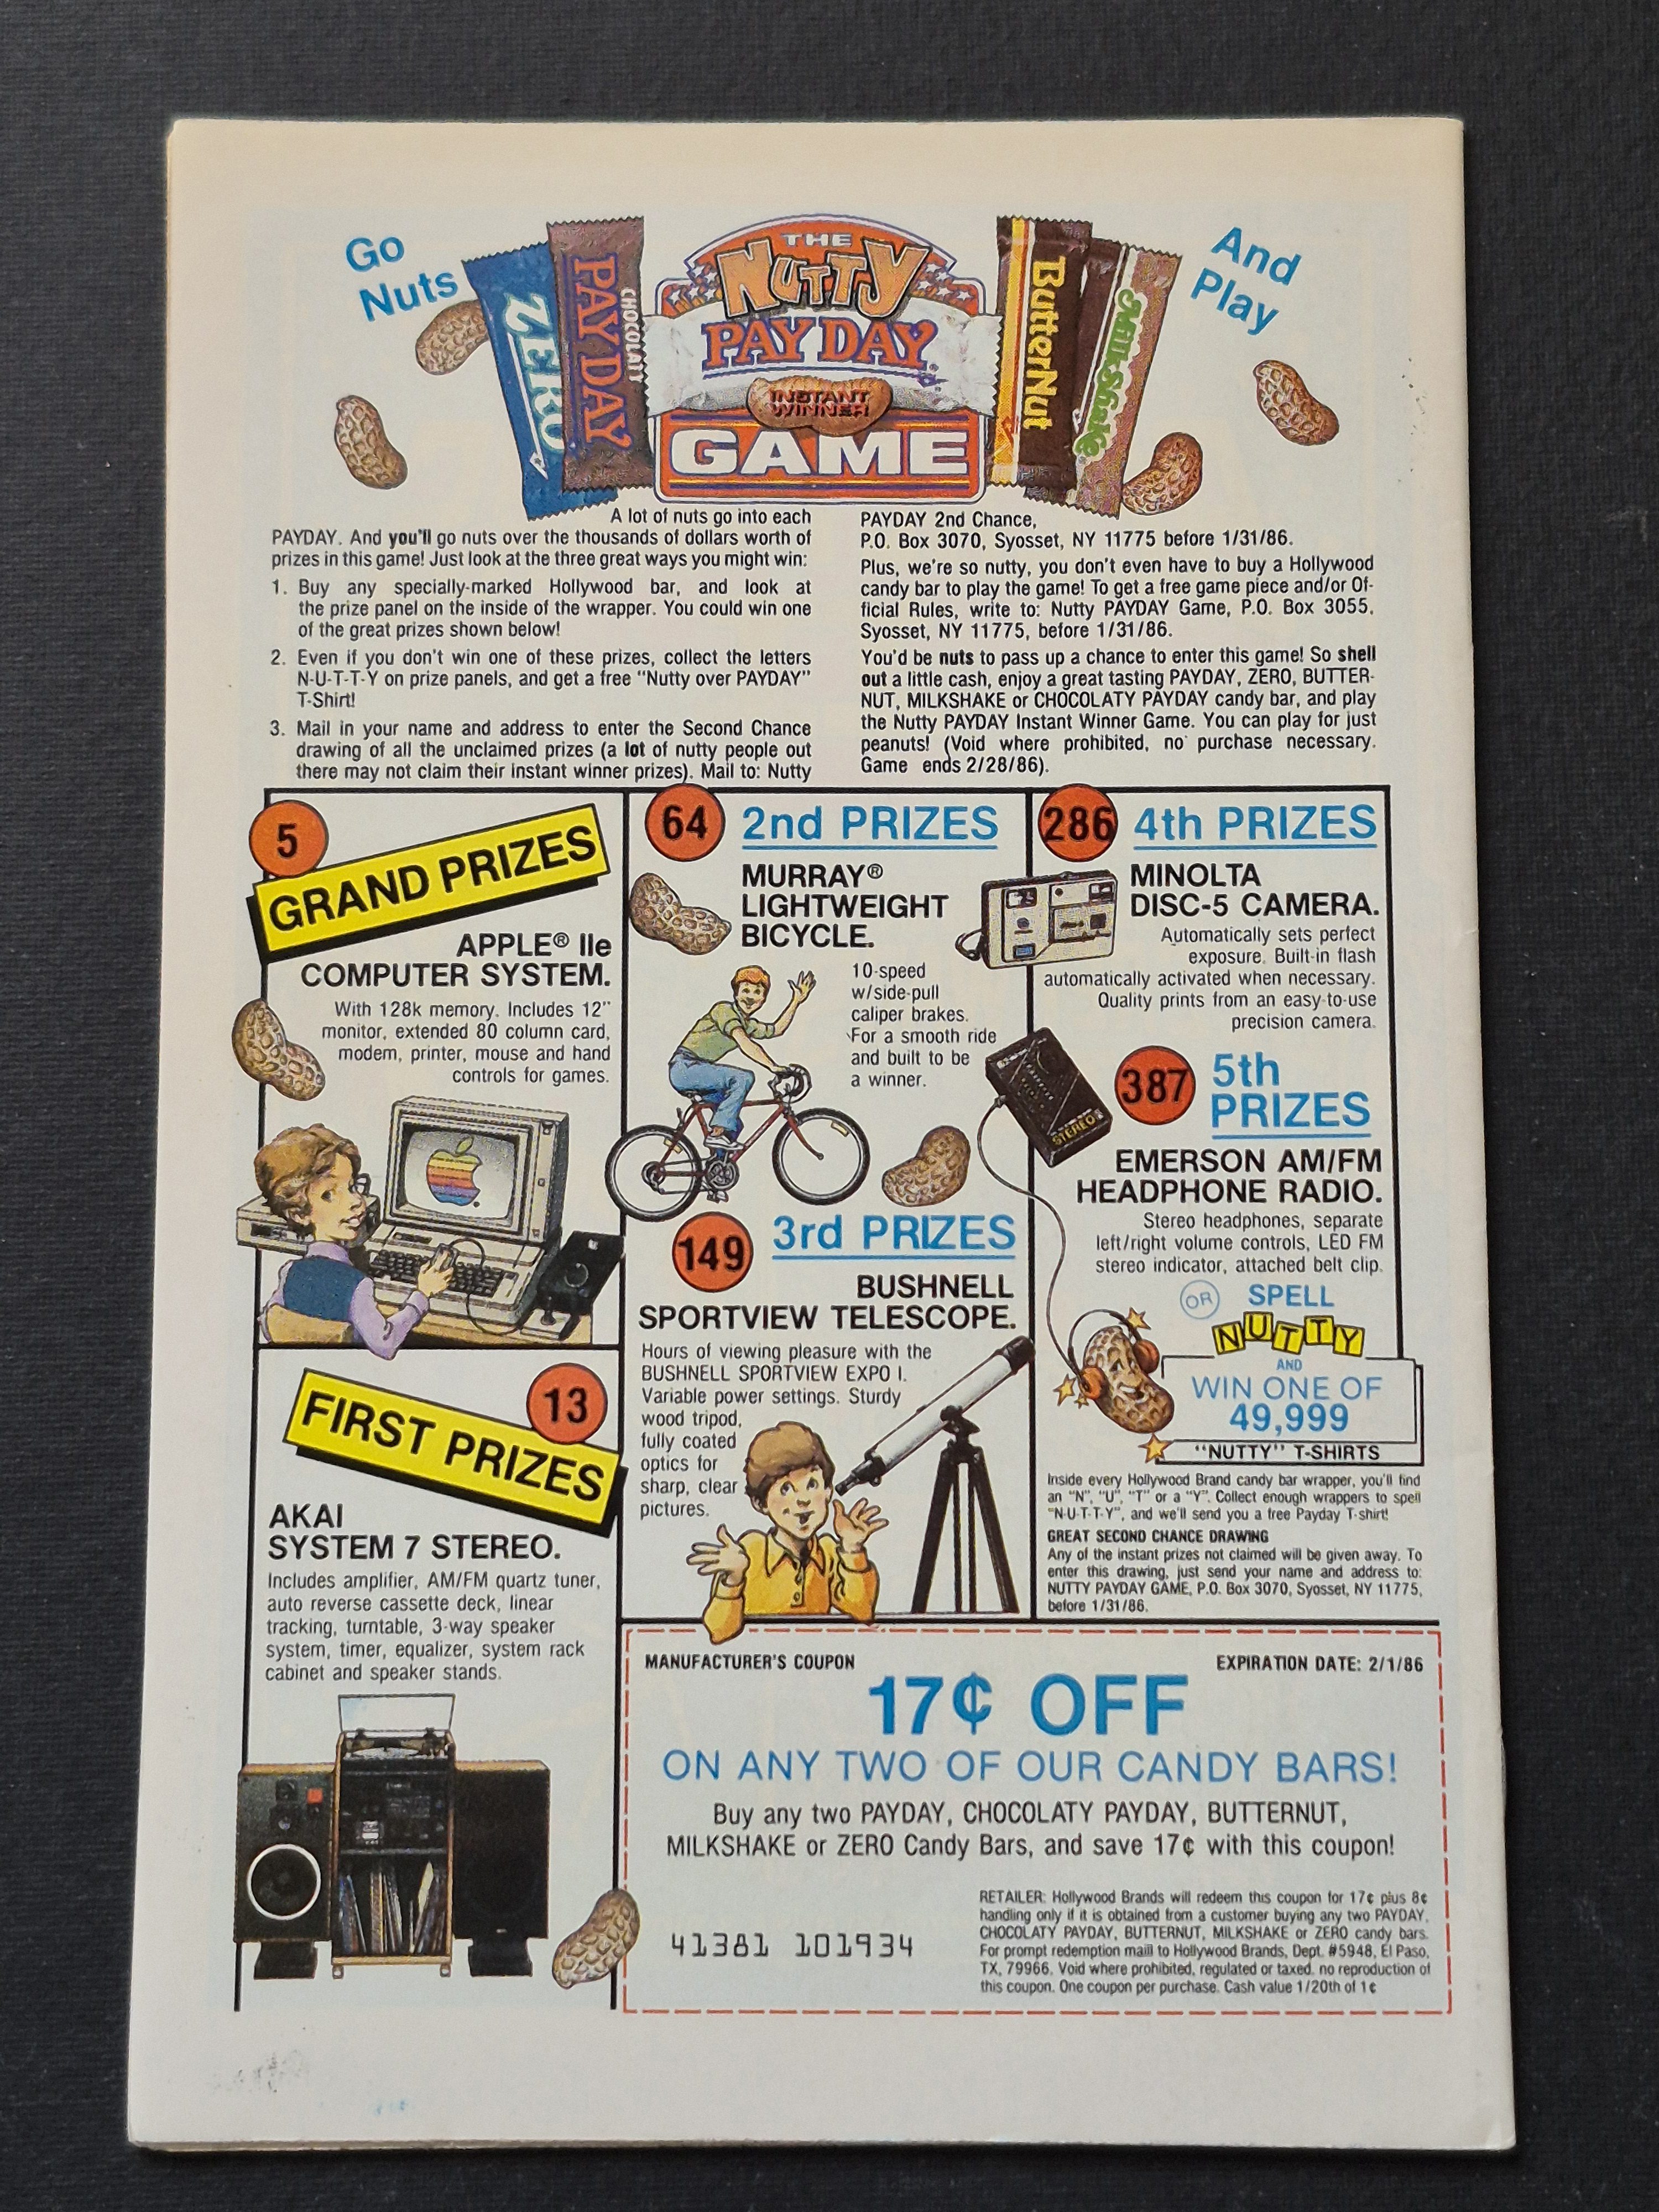 Go
Nuts
ZERO
CHOCOLATY
PAYDAY
THE
NUTTY
PAYDAY
INSTANT
WINNER
GAME
ButterNut
MilkShake
And
Play
A lot of nuts go into each
PAYDAY. And you'll go nuts over the thousands of dollars worth of
prizes in this game! Just look at the three great ways you might win:
1. Buy any specially-marked Hollywood bar, and look at
the prize panel on the inside of the wrapper. You could win one
of the great prizes shown below!
2. Even if you don't win one of these prizes, collect the letters
N-U-T-T-Y on prize panels, and get a free "Nutty over PAYDAY"
T-Shirt!
3. Mail in your name and address to enter the Second Chance
drawing of all the unclaimed prizes (a lot of nutty people out
there may not claim their instant winner prizes). Mail to: Nutty
PAYDAY 2nd Chance,
P.O. Box 3070, Syosset, NY 11775 before 1/31/86.
Plus, we're so nutty, you don't even have to buy a Hollywood
candy bar to play the game! To get a free game piece and/or Of-
ficial Rules, write to: Nutty PAYDAY Game, P.O. Box 3055,
Syosset, NY 11775, before 1/31/86.
You'd be nuts to pass up a chance to enter this game! So shell
out a little cash, enjoy a great tasting PAYDAY, ZERO, BUTTER-
NUT, MILKSHAKE or CHOCOLATY PAYDAY candy bar, and play
the Nutty PAYDAY Instant Winner Game. You can play for just
peanuts! (Void where prohibited, no purchase necessary.
Game ends 2/28/86).
5
GRAND PRIZES
APPLE® IIe
COMPUTER SYSTEM.
With 128k memory. Includes 12"
monitor, extended 80 column card,
modem, printer, mouse and hand
controls for games.
13
FIRST PRIZES
AKAI
SYSTEM 7 STEREO.
Includes amplifier, AM/FM quartz tuner,
auto reverse cassette deck, linear
tracking, turntable, 3-way speaker
system, timer, equalizer, system rack
cabinet and speaker stands.
64 2nd PRIZES
MURRAY®
LIGHTWEIGHT
BICYCLE.
10-speed
w/side-pull
caliper brakes.
For a smooth ride
and built to be
a winner.
149 3rd PRIZES
BUSHNELL
SPORTVIEW TELESCOPE.
Hours of viewing pleasure with the
BUSHNELL SPORTVIEW EXPO I.
Variable power settings. Sturdy
wood tripod,
fully coated
optics for
sharp, clear
pictures.
286 4th PRIZES
MINOLTA
DISC-5 CAMERA.
Automatically sets perfect
exposure. Built-in flash
automatically activated when necessary.
Quality prints from an easy-to-use
precision camera.
STEREO
387 5th
PRIZES
EMERSON AM/FM
HEADPHONE RADIO.
Stereo headphones, separate
left/right volume controls, LED FM
stereo indicator, attached belt clip.
OR SPELL
NUTTY
AND
WIN ONE OF
49,999
"NUTTY" T-SHIRTS
Inside every Hollywood Brand candy bar wrapper, you'll find
an "N", "U", "T" or a "Y". Collect enough wrappers to spell
"N-U-T-T-Y", and we'll send you a free Payday T-shirt!
GREAT SECOND CHANCE DRAWING
Any of the instant prizes not claimed will be given away. To
enter this drawing, just send your name and address to:
NUTTY PAYDAY GAME, P.O. Box 3070, Syosset, NY 11775,
before 1/31/86.
MANUFACTURER'S COUPON
EXPIRATION DATE: 2/1/86
17¢ OFF
ON ANY TWO OF OUR CANDY BARS!
Buy any two PAYDAY, CHOCOLATY PAYDAY, BUTTERNUT,
MILKSHAKE or ZERO Candy Bars, and save 17¢ with this coupon!
41381 101934
RETAILER: Hollywood Brands will redeem this coupon for 17¢ plus 8¢
handling only if it is obtained from a customer buying any two PAYDAY,
CHOCOLATY PAYDAY, BUTTERNUT, MILKSHAKE or ZERO candy bars.
For prompt redemption maill to Hollywood Brands, Dept. #5948, El Paso,
TX, 79966. Void where prohibited, regulated or taxed, no reproduction of
this coupon. One coupon per purchase. Cash value 1/20th of 1¢